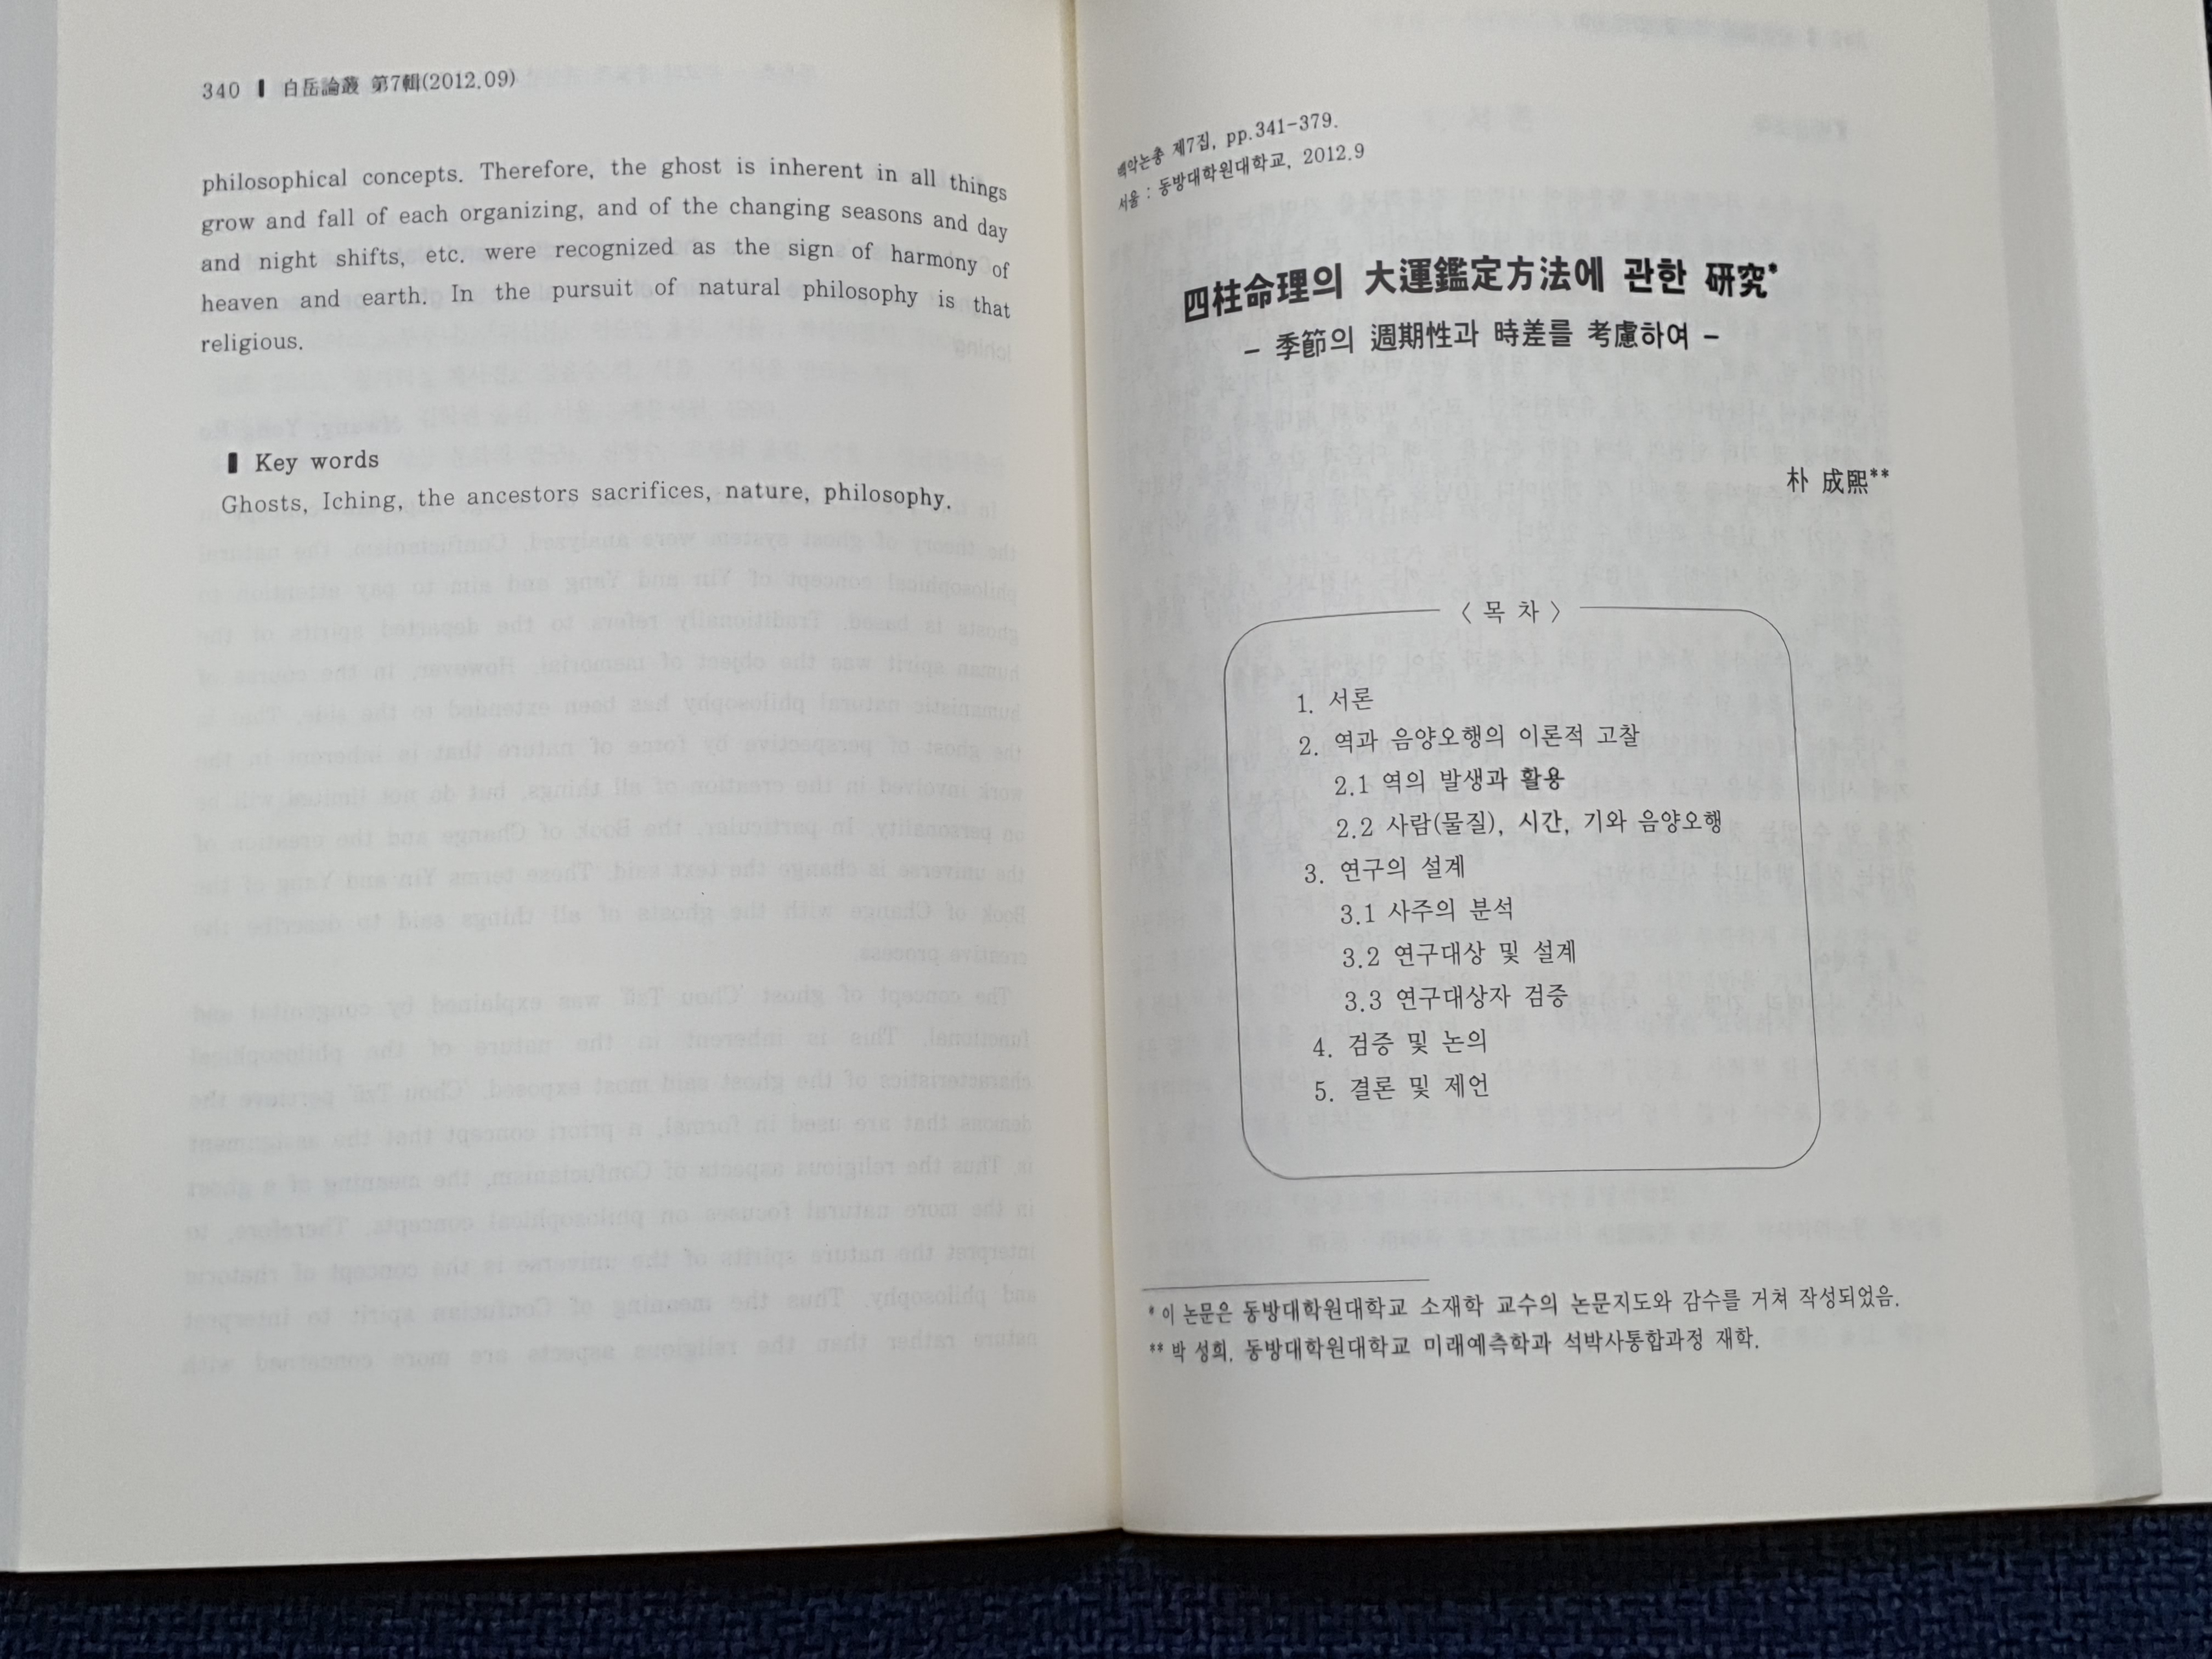 340 ▌ 白岳論叢 第7輯(2012.09)
philosophical concepts. Therefore, the ghost is inherent in all things
grow and fall of each organizing, and of the changing seasons and day
and night shifts, etc. were recognized as the sign of harmony of
heaven and earth. In the pursuit of natural philosophy is that
religious.
▌ Key words
Ghosts, Iching, the ancestors sacrifices, nature, philosophy.
백악논총 제7집, pp.341-379.
서울 : 동방대학원대학교, 2012.9
四柱命理의 大運鑑定方法에 관한 研究*
- 季節의 週期性과 時差를 考慮하여 -
朴 成熙**
〈 목 차 〉
1. 서론
2. 역과 음양오행의 이론적 고찰
2.1 역의 발생과 활용
2.2 사람(물질), 시간, 기와 음양오행
3. 연구의 설계
3.1 사주의 분석
3.2 연구대상 및 설계
3.3 연구대상자 검증
4. 검증 및 논의
5. 결론 및 제언
* 이 논문은 동방대학원대학교 소재학 교수의 논문지도와 감수를 거쳐 작성되었음.
** 박 성희, 동방대학원대학교 미래예측학과 석박사통합과정 재학.